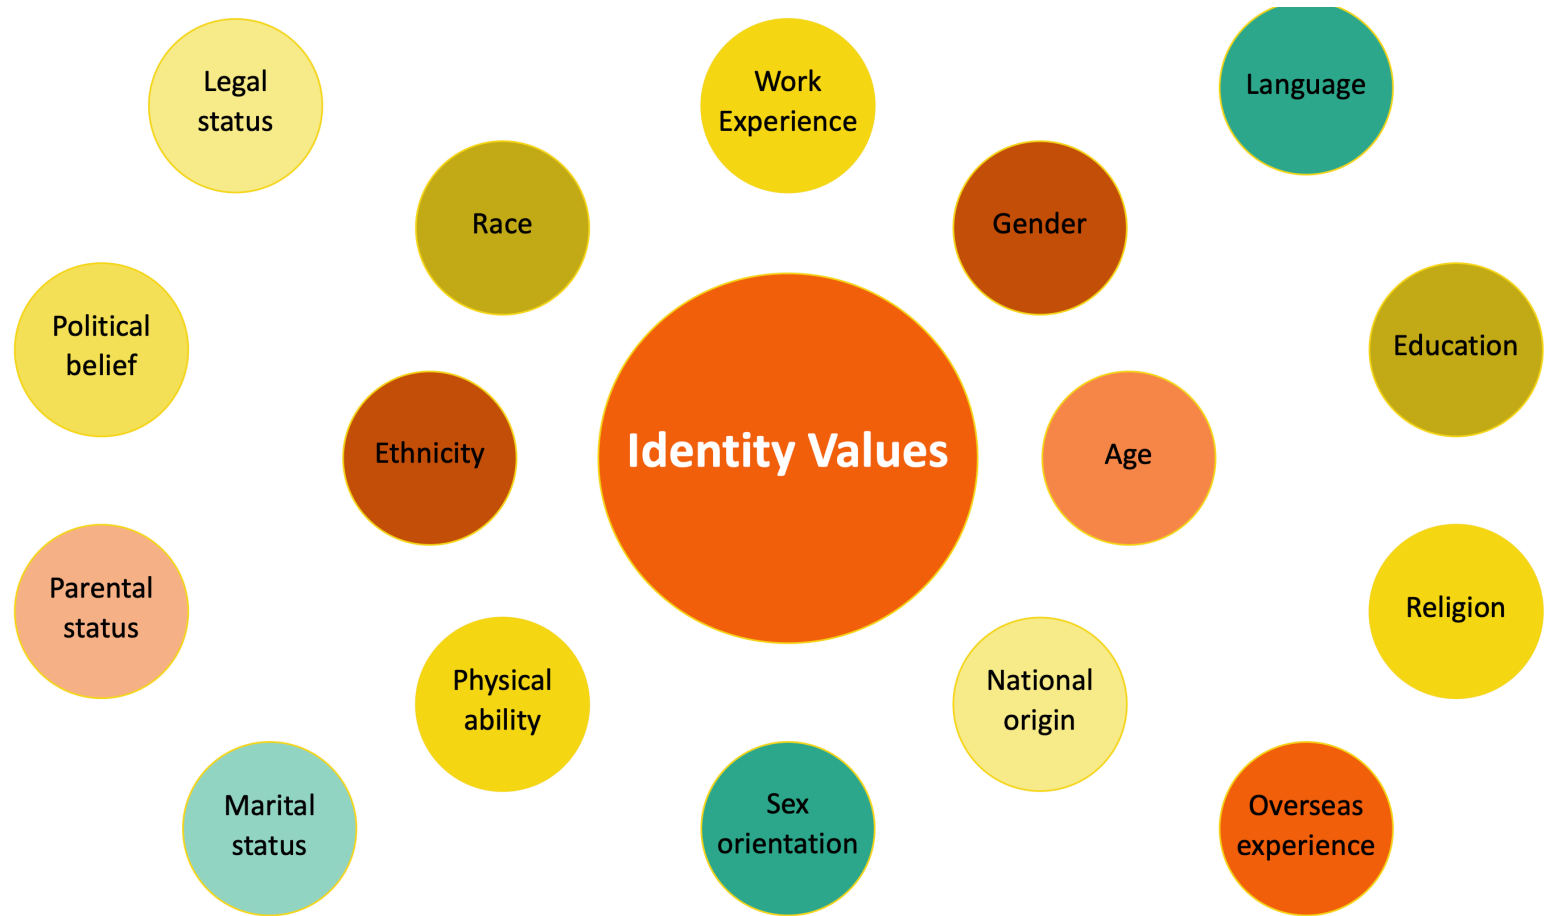 Legal
status
Work
Experience
Language
Race
Gender
Political
belief
Education
Ethnicity
Identity Values
Age
Parental
status
Religion
Physical
ability
National
origin
Marital
status
Sex
orientation
Overseas
experience